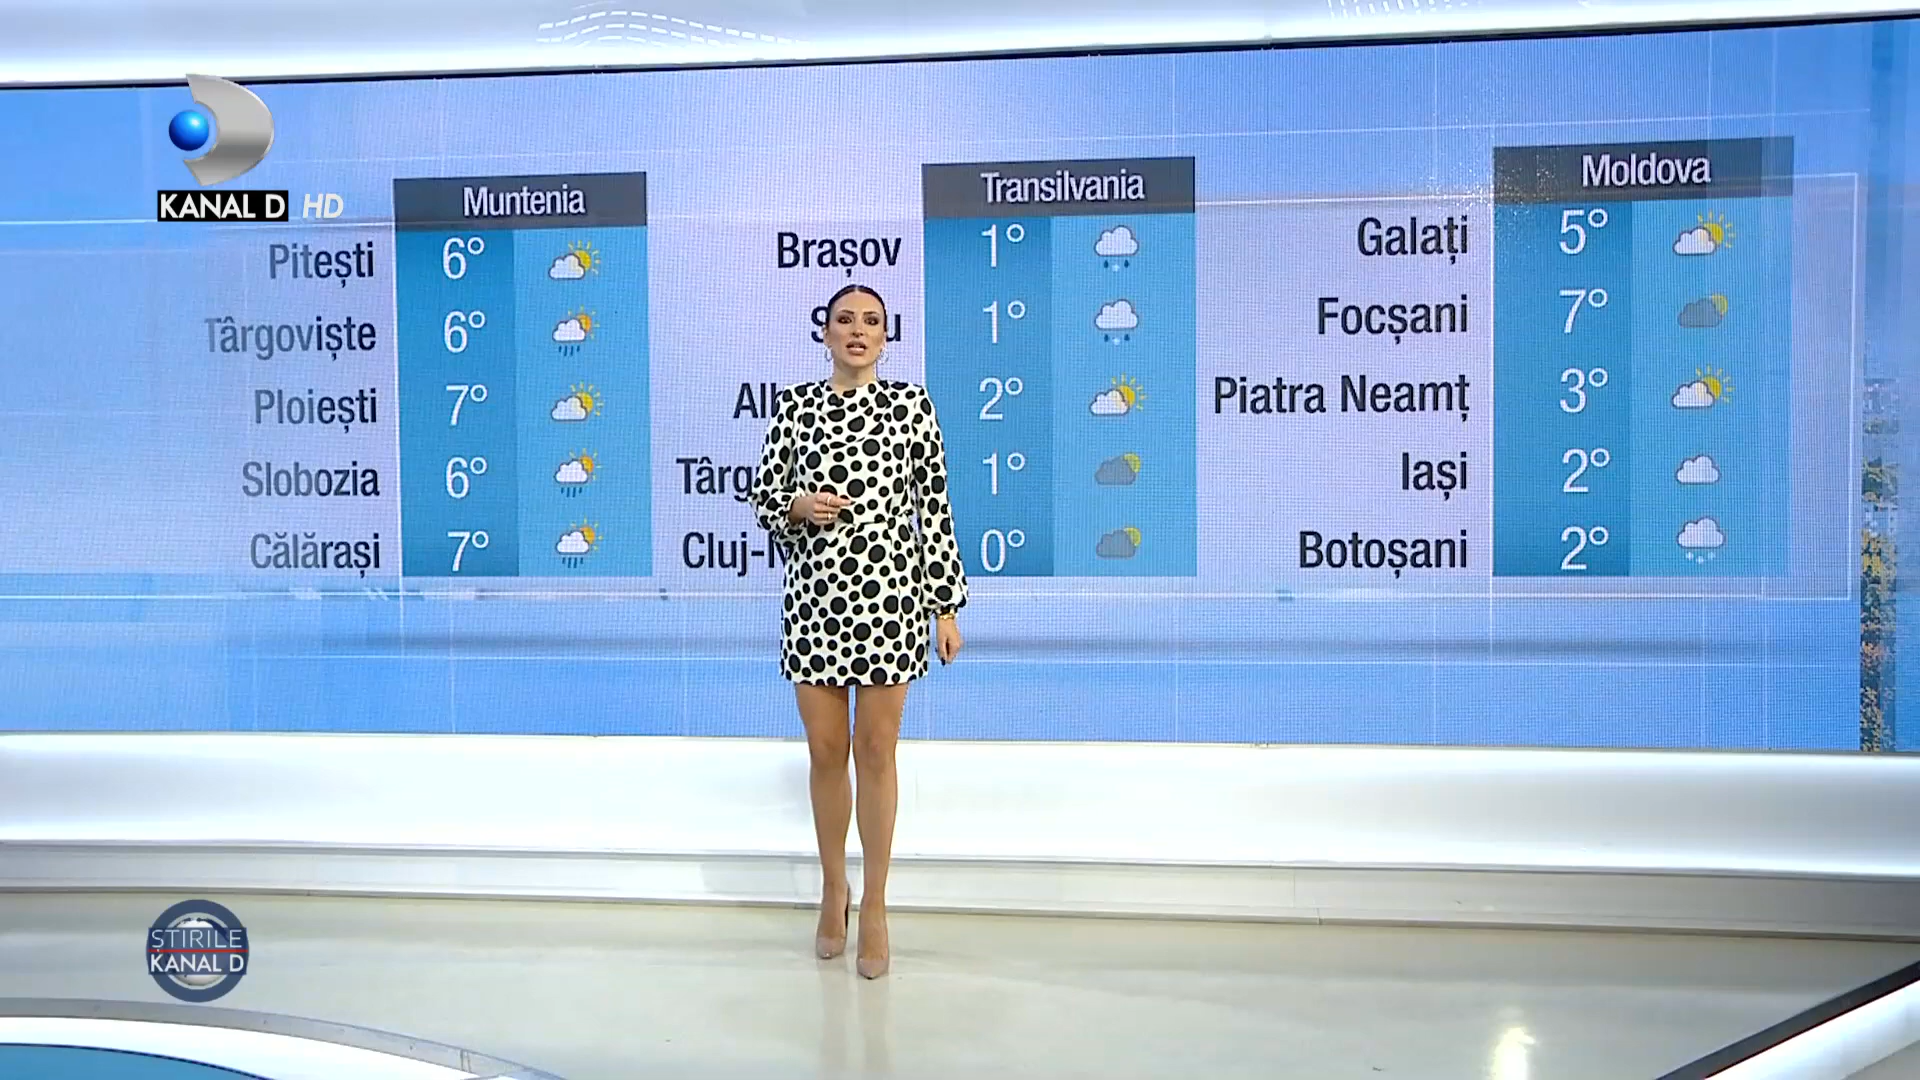 KANAL D HD
Muntenia
Pitești 6°
Târgoviște 6°
Ploiești 7°
Slobozia 6°
Călărași 7°
Transilvania
Brașov 1°
1°
2°
1°
0°
Moldova
Galați 5°
Focșani 7°
Piatra Neamț 3°
Iași 2°
Botoșani 2°
ȘTIRILE
KANAL D